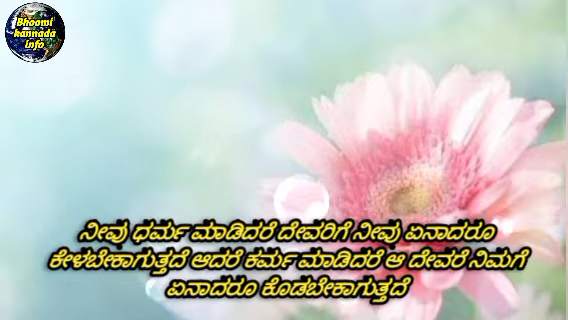 Bhoomi
kannada
info
ನೀವು ಧರ್ಮ ಮಾಡಿದರೆ ದೇವರಿಗೆ ನೀವು ಏನಾದರೂ
ಕೇಳಬೇಕಾಗುತ್ತದೆ ಆದರೆ ಕರ್ಮ ಮಾಡಿದರೆ ಆ ದೇವರೆ ನಿಮಗೆ
ಏನಾದರೂ ಕೊಡಬೇಕಾಗುತ್ತದೆ